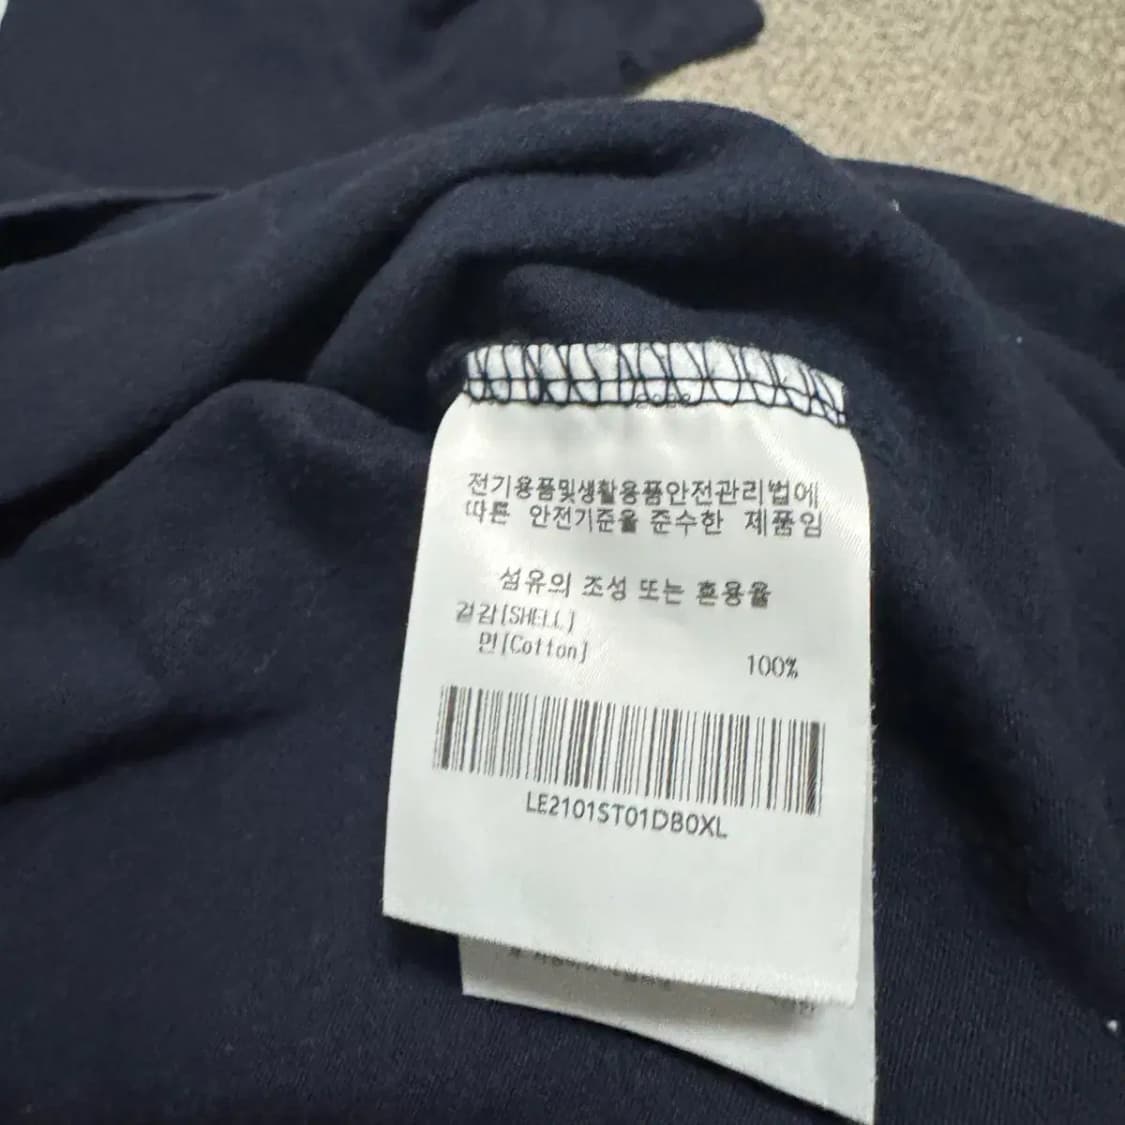 전기용품및생활용품안전관리법에
따른 안전기준을 준수한 제품임
섬유의 조성 또는 혼용율
겉감[SHELL]
면[Cotton]
100%
LE2101ST01DB0XL